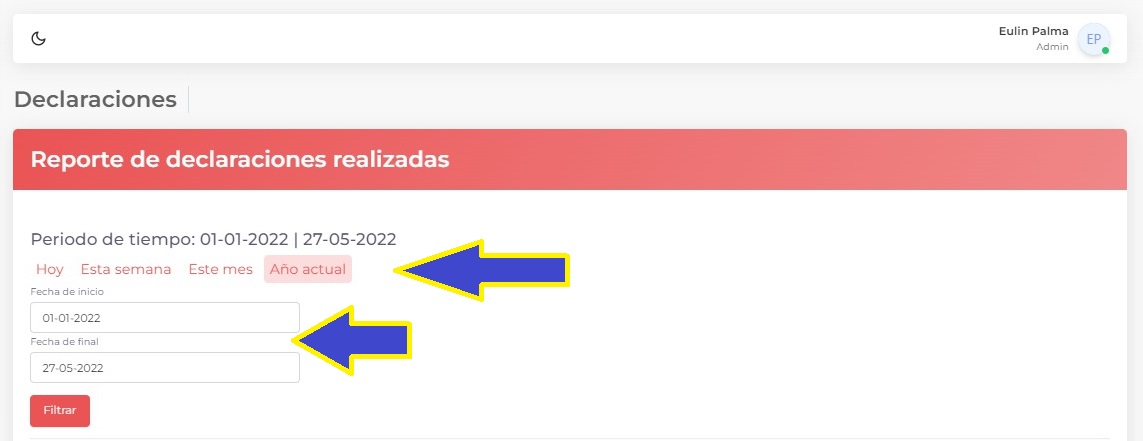 Eulin Palma
Admin
EP
Declaraciones
Reporte de declaraciones realizadas
Periodo de tiempo: 01-01-2022 | 27-05-2022
Hoy Esta semana Este mes Año actual
Fecha de inicio
01-01-2022
Fecha de final
27-05-2022
Filtrar